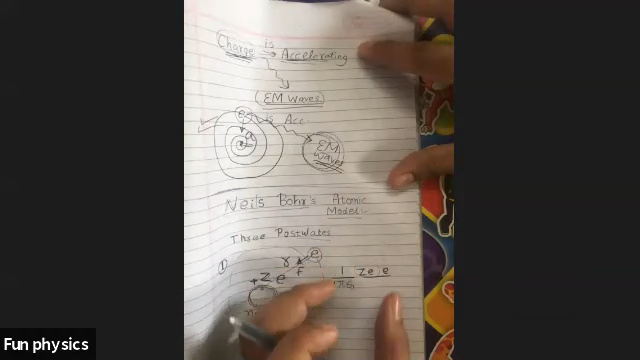 Charge is Accelerating
EM Waves
e is Acc.
a
EM
waves
Neils Bohr's Atomic
Model:-
Three Postulates
①
r e
+Ze F 1 Ze e
Fun physics